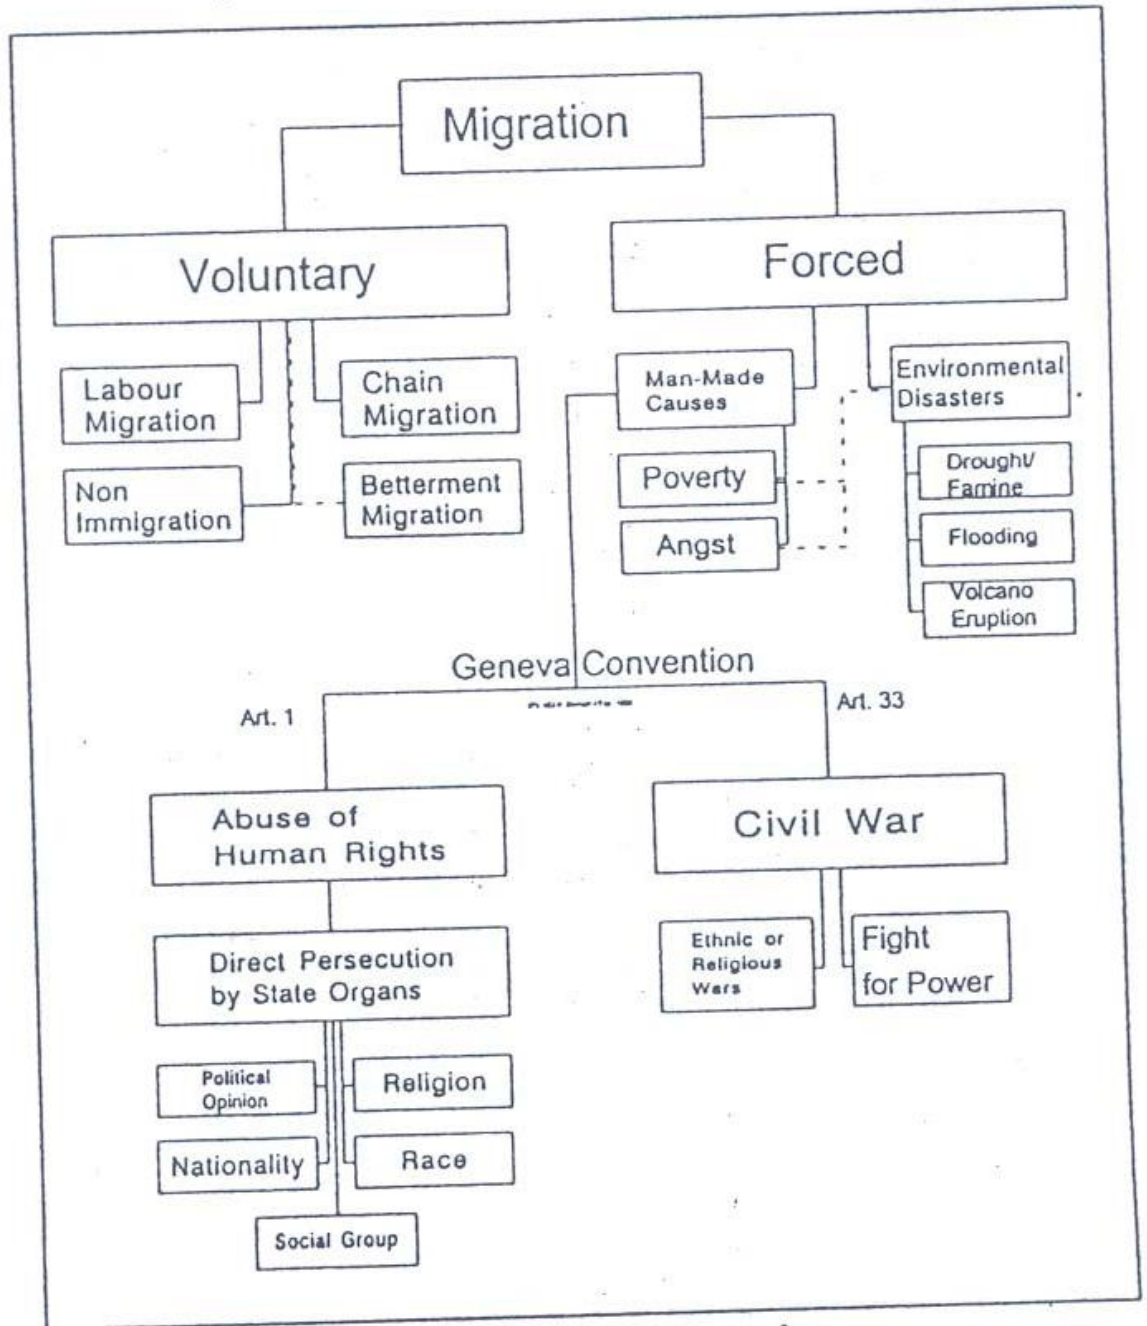 Migration
Voluntary
Forced
Labour
Migration
Chain
Migration
Non
Immigration
Betterment
Migration
Man-Made
Causes
Environmental
Disasters
Poverty
Angst
Drought/
Famine
Flooding
Volcano
Eruption
Geneva Convention
Art. 1
Art. 33
Abuse of
Human Rights
Civil War
Direct Persecution
by State Organs
Ethnic or
Religious
Wars
Fight
for Power
Political
Opinion
Religion
Nationality
Race
Social Group